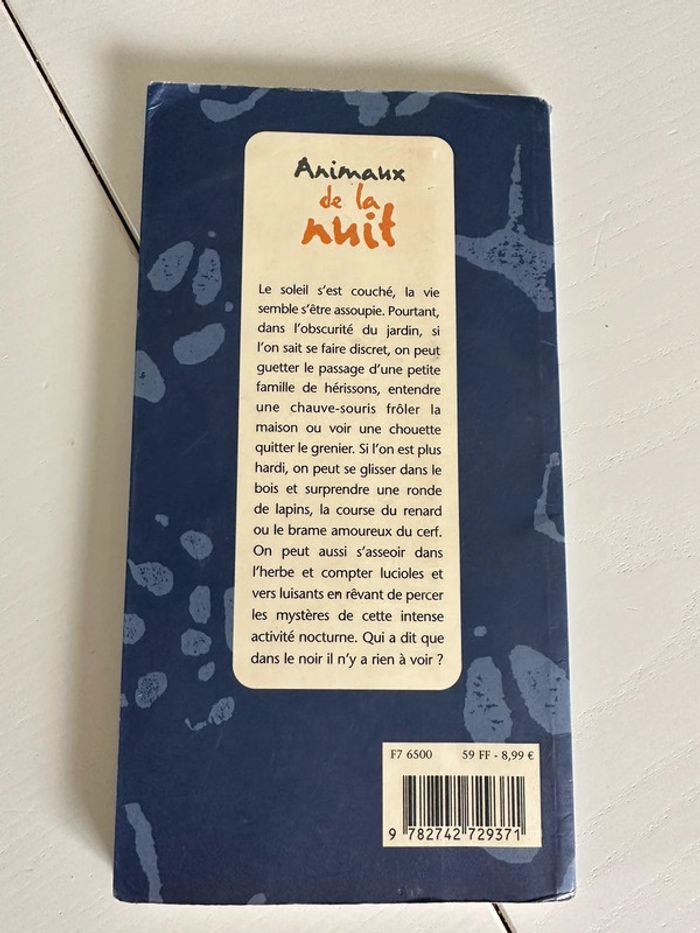 Animaux
de la
nuit
Le soleil s'est couché, la vie
semble s'être assoupie. Pourtant,
dans l'obscurité du jardin, si
l'on sait se faire discret, on peut
guetter le passage d'une petite
famille de hérissons, entendre
une chauve-souris frôler la
maison ou voir une chouette
quitter le grenier. Si l'on est plus
hardi, on peut se glisser dans le
bois et surprendre une ronde
de lapins, la course du renard
ou le brame amoureux du cerf.
On peut aussi s'asseoir dans
l'herbe et compter lucioles et
vers luisants en rêvant de percer
les mystères de cette intense
activité nocturne. Qui a dit que
dans le noir il n'y a rien à voir ?
F7 6500 59 FF - 8,99 €
9 782742 729371